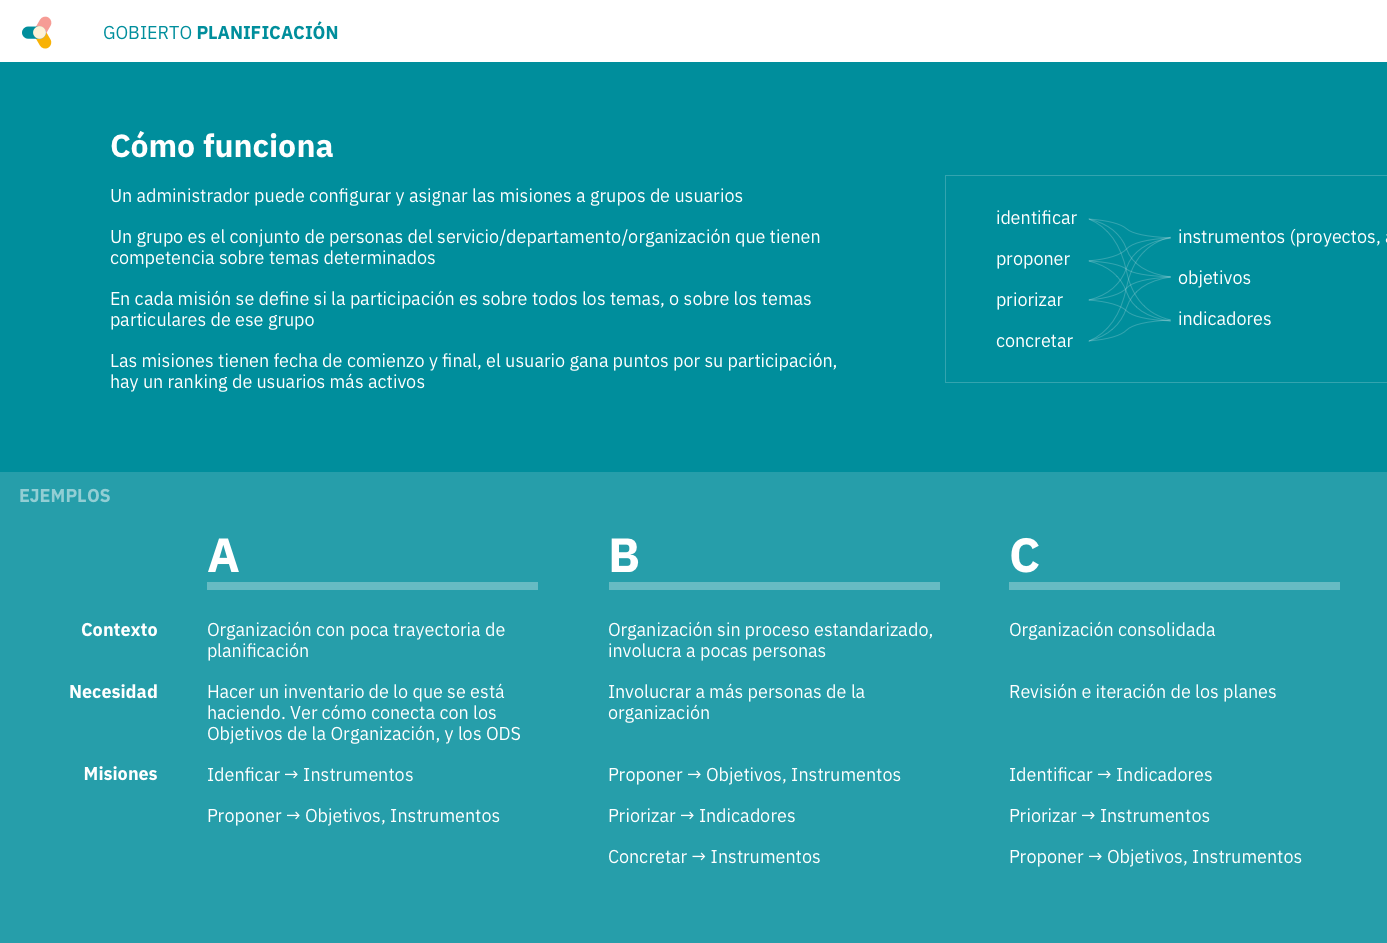 GOBIERTO PLANIFICACIÓN
Cómo funciona
Un administrador puede configurar y asignar las misiones a grupos de usuarios
Un grupo es el conjunto de personas del servicio/departamento/organización que tienen
competencia sobre temas determinados
En cada misión se define si la participación es sobre todos los temas, o sobre los temas
particulares de ese grupo
Las misiones tienen fecha de comienzo y final, el usuario gana puntos por su participación,
hay un ranking de usuarios más activos
identificar
proponer
priorizar
concretar
instrumentos (proyectos,
objetivos
indicadores
EJEMPLOS
A
B
C
Contexto
Organización con poca trayectoria de
planificación
Organización sin proceso estandarizado,
involucra a pocas personas
Organización consolidada
Necesidad
Hacer un inventario de lo que se está
haciendo. Ver cómo conecta con los
Objetivos de la Organización, y los ODS
Involucrar a más personas de la
organización
Revisión e iteración de los planes
Misiones
Idenficar → Instrumentos
Proponer → Objetivos, Instrumentos
Proponer → Objetivos, Instrumentos
Priorizar → Indicadores
Concretar → Instrumentos
Identificar → Indicadores
Priorizar → Instrumentos
Proponer → Objetivos, Instrumentos